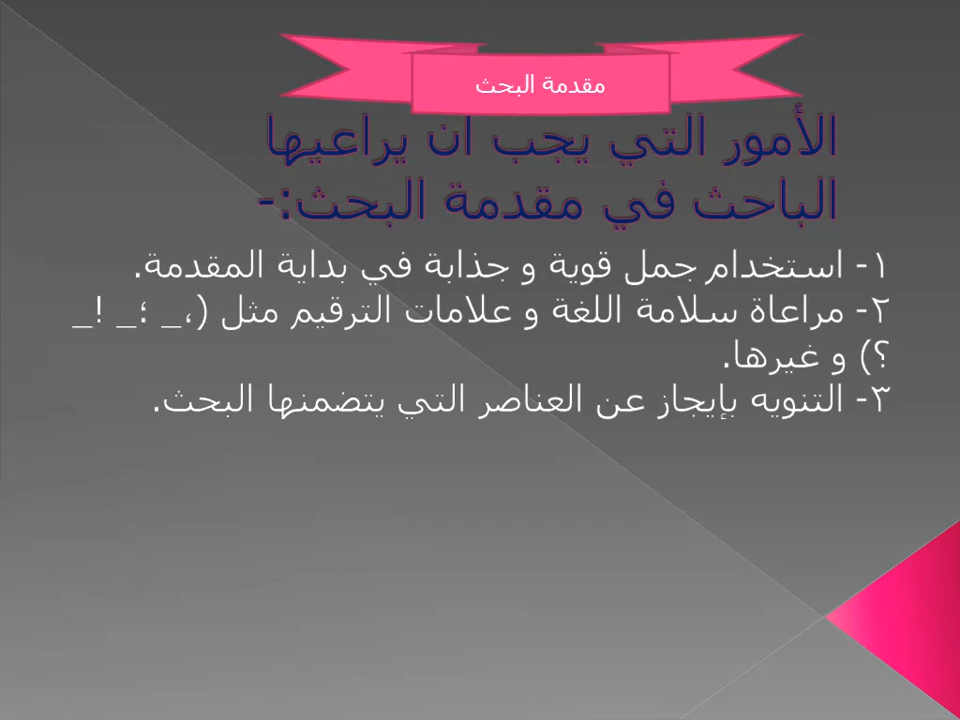 مقدمة البحث
الأمور التي يجب ان يراعيها
الباحث في مقدمة البحث:-
١- استخدام جمل قوية و جذابة في بداية المقدمة.
٢- مراعاة سلامة اللغة و علامات الترقيم مثل (،_ ؛_ !_
؟) و غيرها.
٣- التنويه بإيجاز عن العناصر التي يتضمنها البحث.